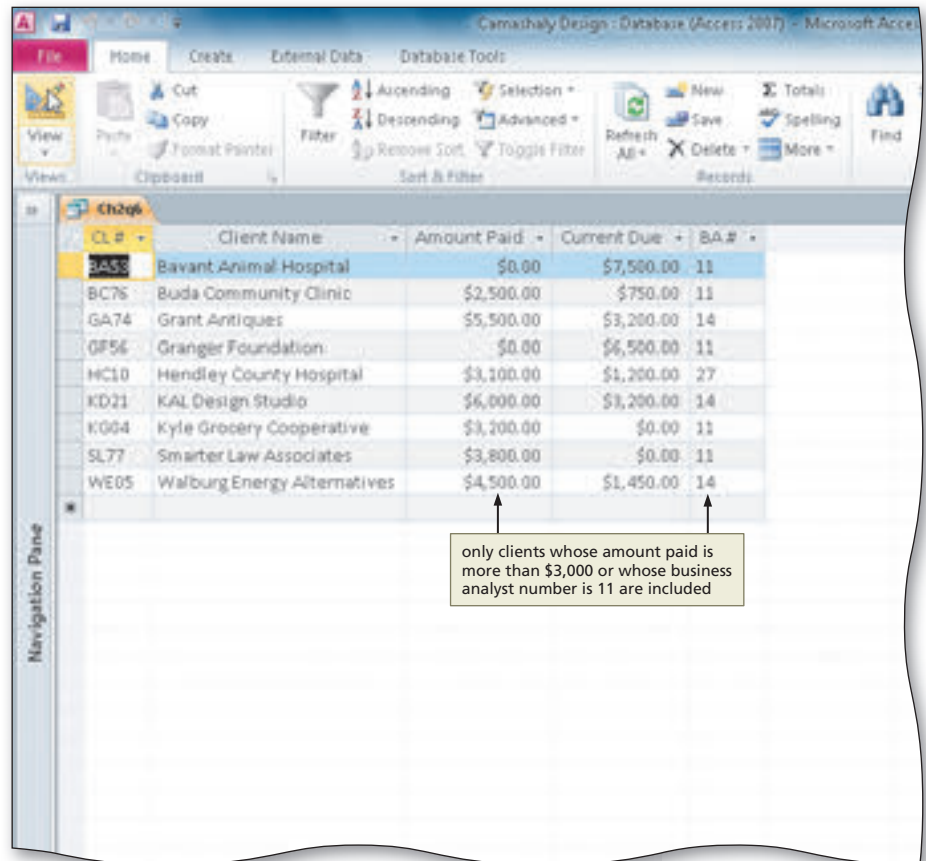 Camashaly Design : Database (Access 2007) - Microsoft Acce
File Home Create External Data Database Tools
View
Paste
Cut
Copy
Format Painter
Filter
Ascending
Descending
Remove Sort
Selection
Advanced
Toggle Filter
Refresh All
New
Save
Delete
Totals
Spelling
More
Find
Views Clipboard Sort & Filter Records
Ch2q6
CL # Client Name Amount Paid Current Due BA #
BA53 Bavant Animal Hospital $0.00 $7,500.00 11
BC76 Buda Community Clinic $2,500.00 $750.00 11
GA74 Grant Antiques $5,500.00 $3,200.00 14
GF56 Granger Foundation $0.00 $6,500.00 11
HC10 Hendley County Hospital $3,100.00 $1,200.00 27
KD21 KAL Design Studio $6,000.00 $3,200.00 14
KG04 Kyle Grocery Cooperative $3,200.00 $0.00 11
SL77 Smarter Law Associates $3,800.00 $0.00 11
WE05 Walburg Energy Alternatives $4,500.00 $1,450.00 14
only clients whose amount paid is
more than $3,000 or whose business
analyst number is 11 are included
Navigation Pane